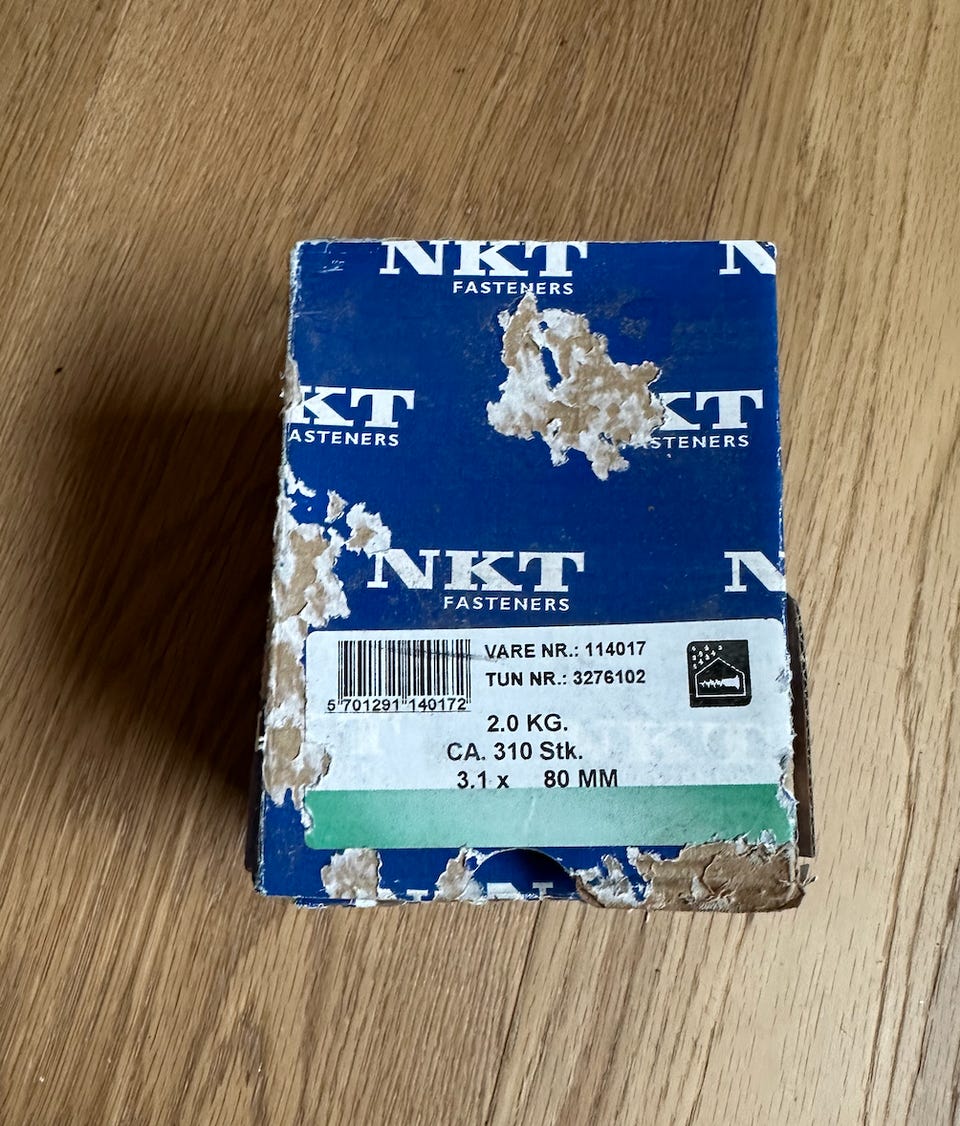 NKT
FASTENERS
N
KT
ASTENERS
KT
STENERS
NKT
FASTENERS
N
VARE NR.: 114017
TUN NR.: 3276102
5"701291"140172"
2.0 KG.
CA. 310 Stk.
3.1 x 80 MM